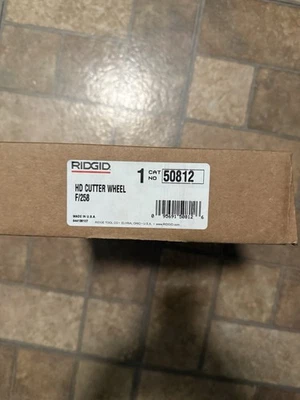 RIDGID
1 CAT NO 50812
HD CUTTER WHEEL
F/258
MADE IN U.S.A.